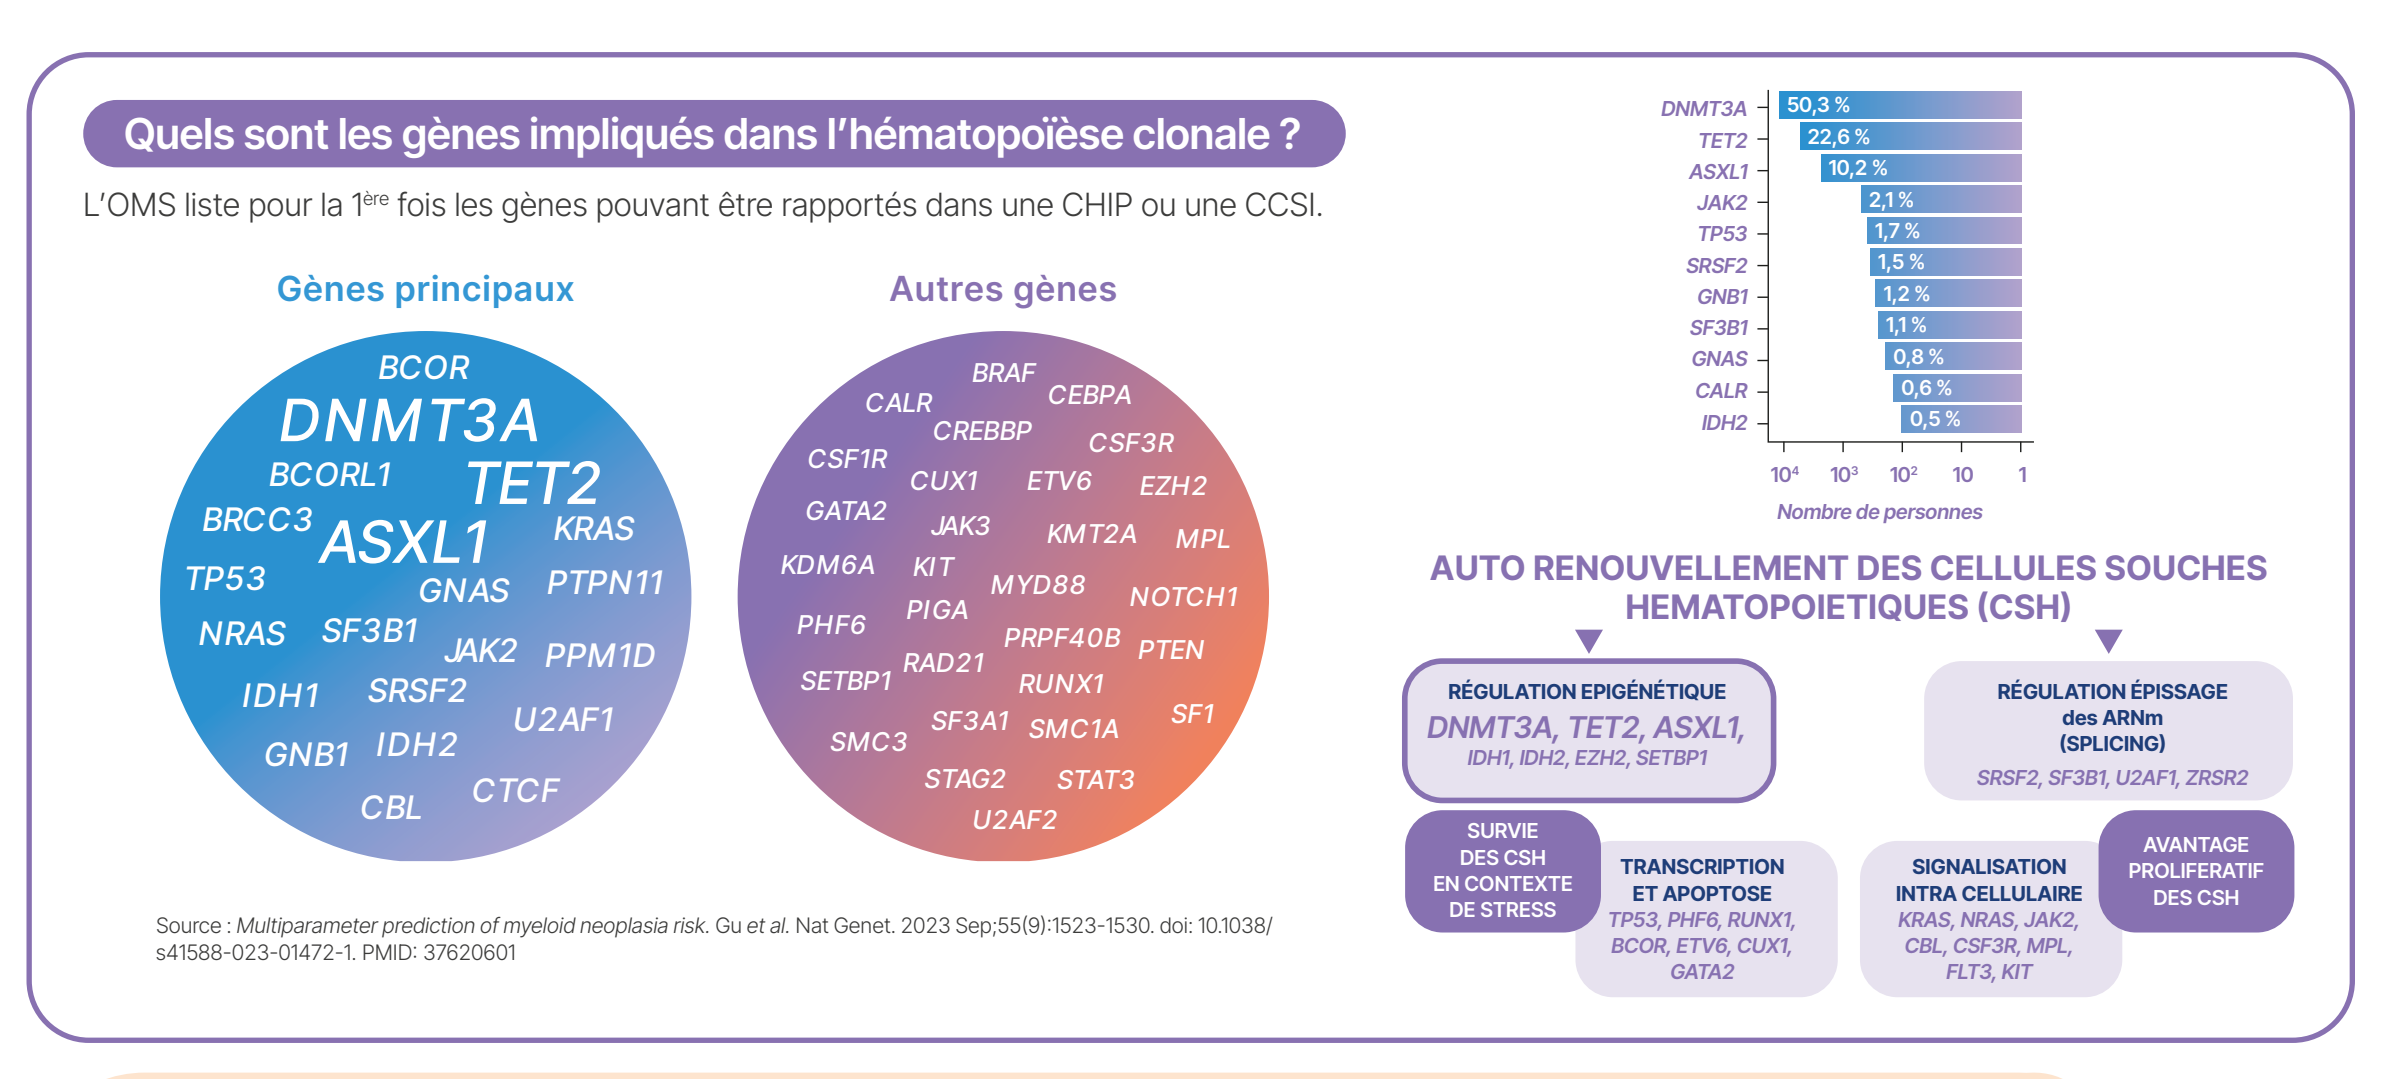 Quels sont les gènes impliqués dans l’hématopoïèse clonale ?
L’OMS liste pour la 1ère fois les gènes pouvant être rapportés dans une CHIP ou une CCSI.
Gènes principaux
BCOR
DNMT3A
BCORL1
TET2
BRCC3
ASXL1
KRAS
TP53
GNAS
PTPN11
NRAS
SF3B1
JAK2
PPM1D
IDH1
SRSF2
U2AF1
GNB1
IDH2
CTCF
CBL
Autres gènes
BRAF
CEBPA
CALR
CREBBP
CSF3R
CSF1R
CUX1
ETV6
EZH2
GATA2
JAK3
KMT2A
MPL
KDM6A
KIT
MYD88
NOTCH1
PIGA
PHF6
PRPF40B
PTEN
RAD21
SETBP1
RUNX1
SF3A1
SF1
SMC1A
SMC3
STAG2
STAT3
U2AF2
Source : Multiparameter prediction of myeloid neoplasia risk. Gu et al. Nat Genet. 2023 Sep;55(9):1523-1530. doi: 10.1038/
s41588-023-01472-1. PMID: 37620601
DNMT3A 50,3 %
TET2 22,6 %
ASXL1 10,2 %
JAK2 2,1 %
TP53 1,7 %
SRSF2 1,5 %
GNB1 1,2 %
SF3B1 1,1 %
GNAS 0,8 %
CALR 0,6 %
IDH2 0,5 %
10⁴ 10³ 10² 10 1
Nombre de personnes
AUTO RENOUVELLEMENT DES CELLULES SOUCHES
HEMATOPOIETIQUES (CSH)
RÉGULATION EPIGÉNÉTIQUE
DNMT3A, TET2, ASXL1,
IDH1, IDH2, EZH2, SETBP1
RÉGULATION ÉPISSAGE
des ARNm
(SPLICING)
SRSF2, SF3B1, U2AF1, ZRSR2
SURVIE
DES CSH
EN CONTEXTE
DE STRESS
TRANSCRIPTION
ET APOPTOSE
TP53, PHF6, RUNX1,
BCOR, ETV6, CUX1,
GATA2
SIGNALISATION
INTRA CELLULAIRE
KRAS, NRAS, JAK2,
CBL, CSF3R, MPL,
FLT3, KIT
AVANTAGE
PROLIFERATIF
DES CSH